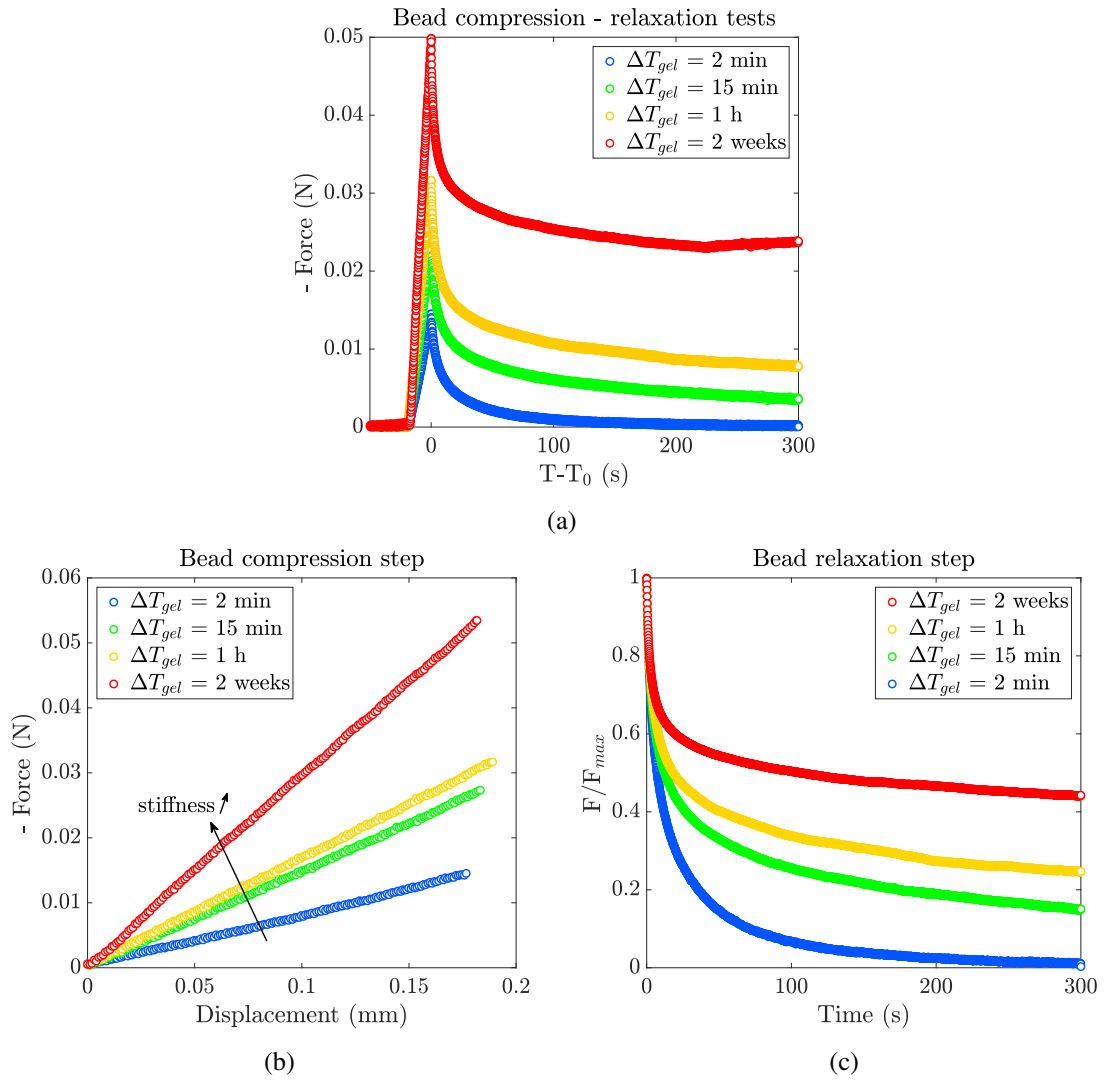 Bead compression - relaxation tests
0.05
0.04
0.03
0.02
0.01
0
- Force (N)
ΔT_gel = 2 min
ΔT_gel = 15 min
ΔT_gel = 1 h
ΔT_gel = 2 weeks
0 100 200 300
T-T_0 (s)
(a)
Bead compression step
0.06
0.05
0.04
0.03
0.02
0.01
0
- Force (N)
ΔT_gel = 2 min
ΔT_gel = 15 min
ΔT_gel = 1 h
ΔT_gel = 2 weeks
stiffness
0 0.05 0.1 0.15 0.2
Displacement (mm)
(b)
Bead relaxation step
1
0.8
0.6
0.4
0.2
0
F/F_max
ΔT_gel = 2 weeks
ΔT_gel = 1 h
ΔT_gel = 15 min
ΔT_gel = 2 min
0 100 200 300
Time (s)
(c)